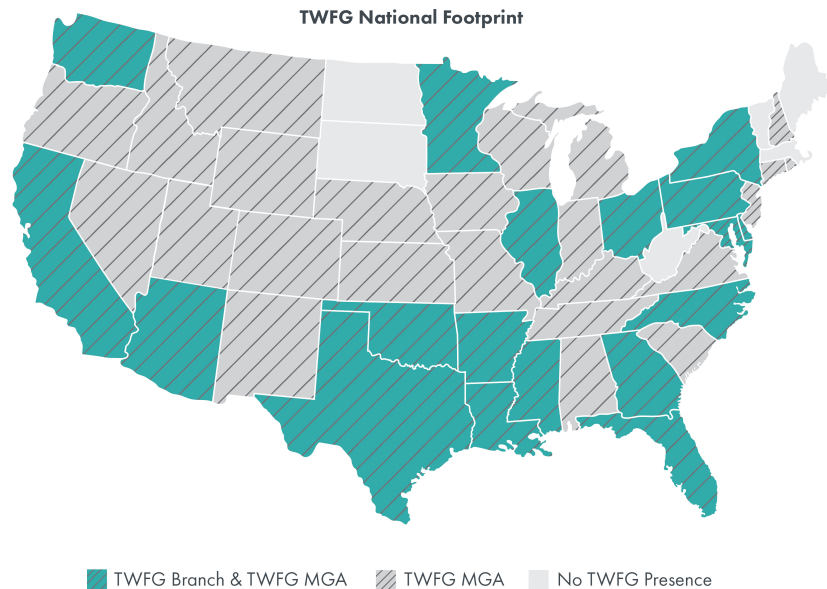 TWFG National Footprint
TWFG Branch & TWFG MGA
TWFG MGA
No TWFG Presence